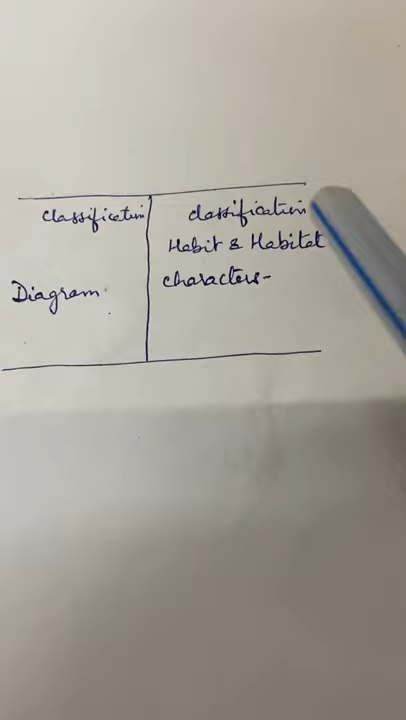 Classification
Diagram
classification
Habit & Habitat
characters-